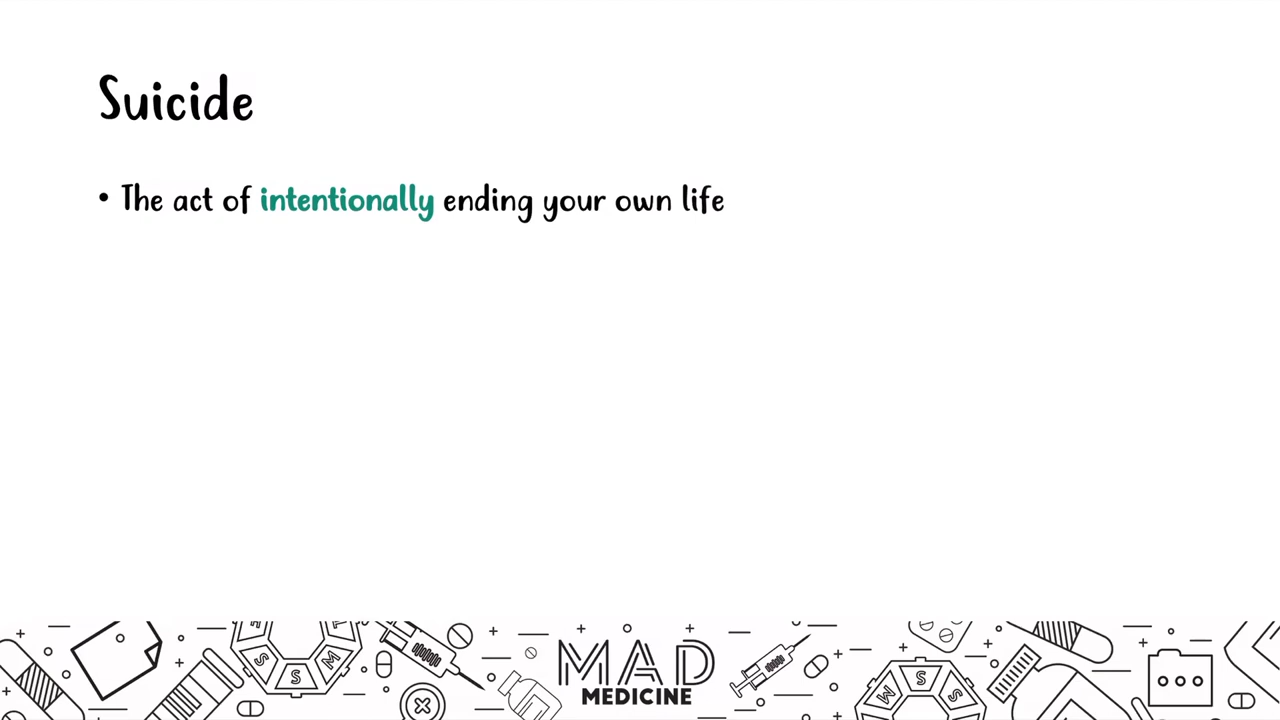 Suicide
• The act of intentionally ending your own life
MAD
MEDICINE
S
S
M
M
S
S